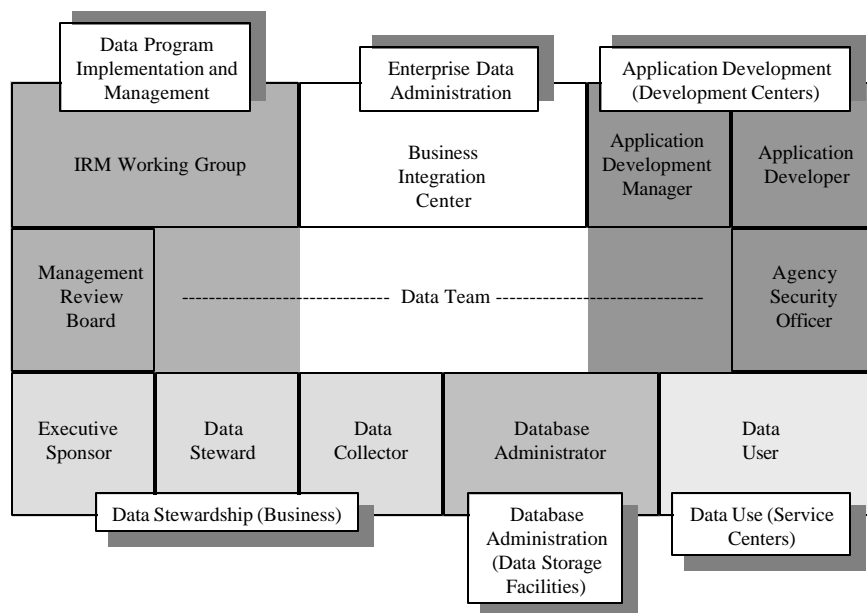 Data Program
Implementation and
Management
Enterprise Data
Administration
Application Development
(Development Centers)
IRM Working Group
Business
Integration
Center
Application
Development
Manager
Application
Developer
Management
Review
Board
Data Team
Agency
Security
Officer
Executive
Sponsor
Data
Steward
Data
Collector
Database
Administrator
Data
User
Data Stewardship (Business)
Database
Administration
(Data Storage
Facilities)
Data Use (Service
Centers)